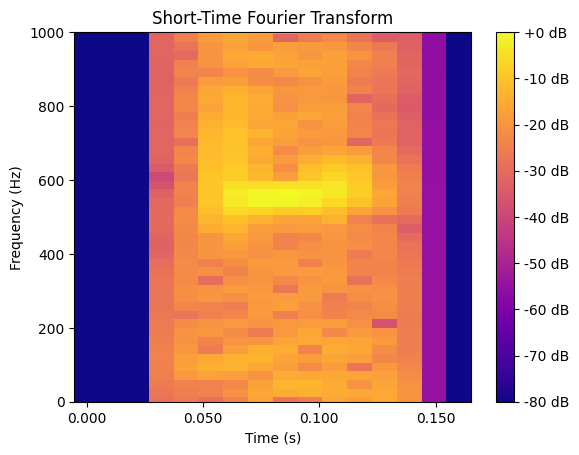 Short-Time Fourier Transform
1000
800
600
400
200
0
Frequency (Hz)
0.000
0.050
0.100
0.150
Time (s)
+0 dB
-10 dB
-20 dB
-30 dB
-40 dB
-50 dB
-60 dB
-70 dB
-80 dB